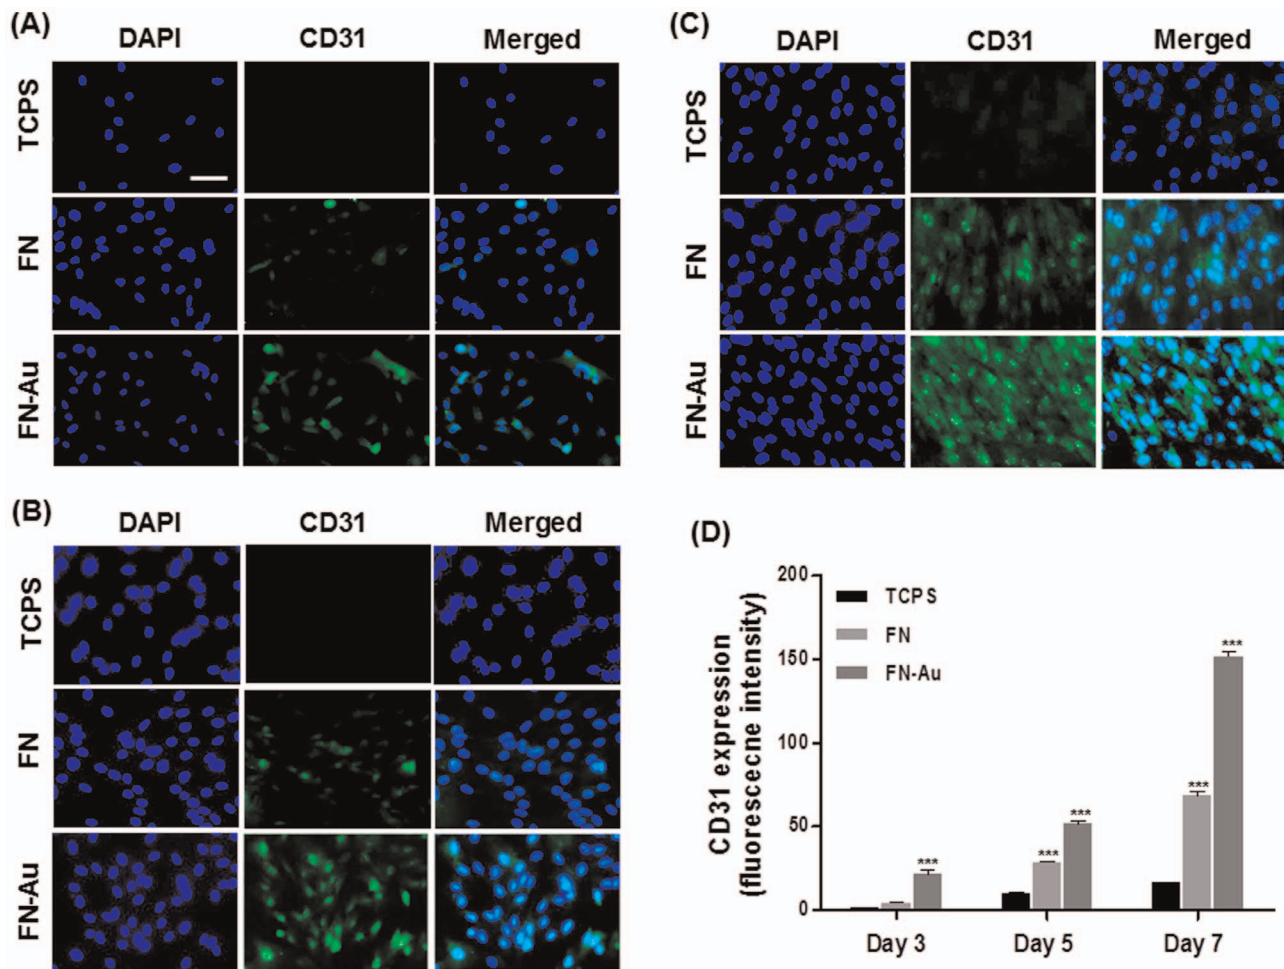 (A)
DAPI CD31 Merged
TCPS
FN
FN-Au
(B)
DAPI CD31 Merged
TCPS
FN
FN-Au
(C)
DAPI CD31 Merged
TCPS
FN
FN-Au
(D)
CD31 expression
(fluorescecne intensity)
200
150
100
50
0
TCPS
FN
FN-Au
***
***
***
***
***
Day 3 Day 5 Day 7